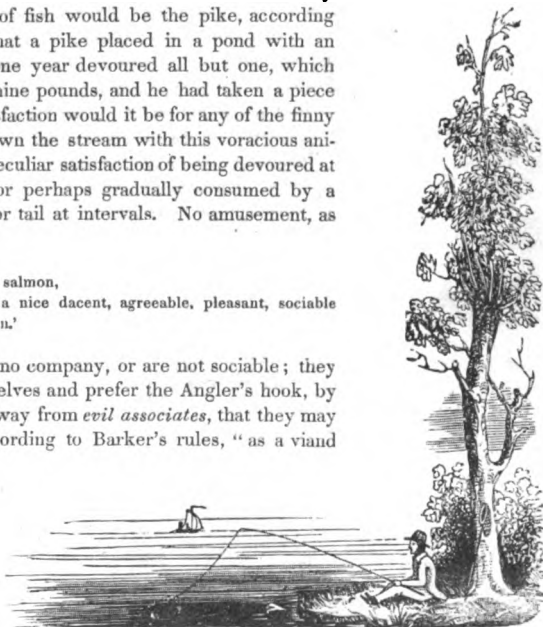 of fish would be the pike, according
at a pike placed in a pond with an
ne year devoured all but one, which
ine pounds, and he had taken a piece
faction would it be for any of the finny
wn the stream with this voracious ani-
eculiar satisfaction of being devoured at
or perhaps gradually consumed by a
r tail at intervals. No amusement, as
salmon,
a nice dacent, agreeable, pleasant, sociable
n.'
no company, or are not sociable; they
elves and prefer the Angler's hook, by
way from evil associates, that they may
ording to Barker's rules, "as a viand